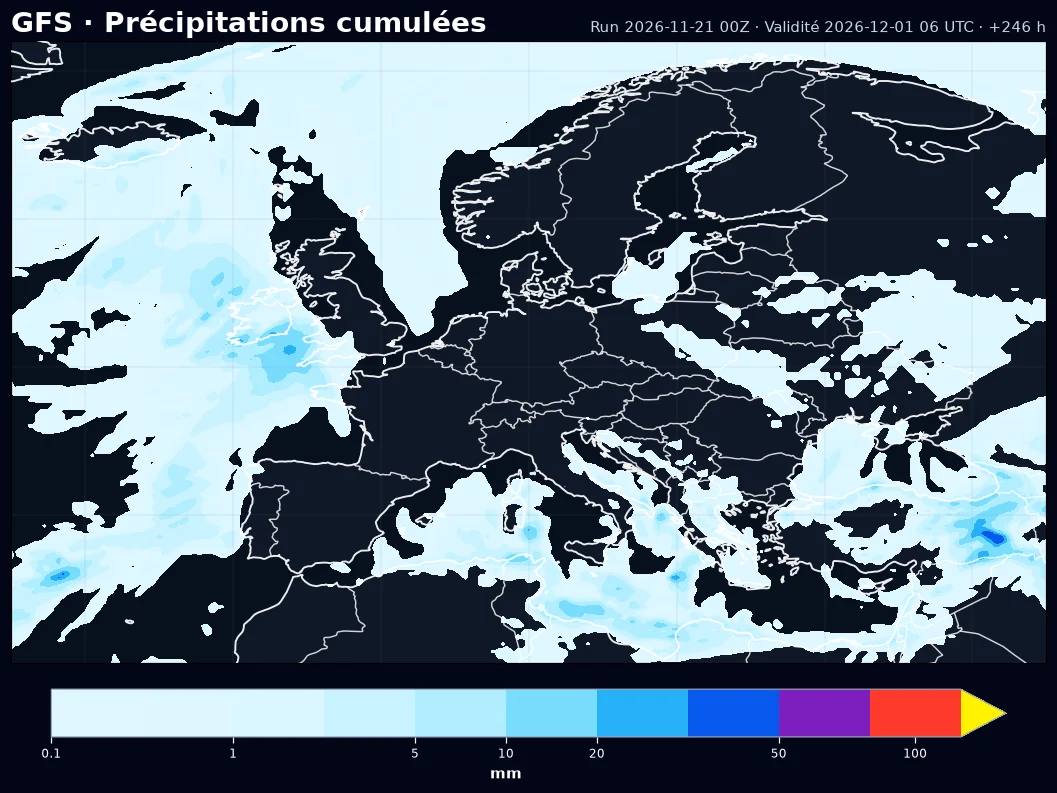 GFS · Précipitations cumulées
Run 2026-11-21 00Z · Validité 2026-12-01 06 UTC · +246 h
0.1 1 5 10 20 50 100
mm